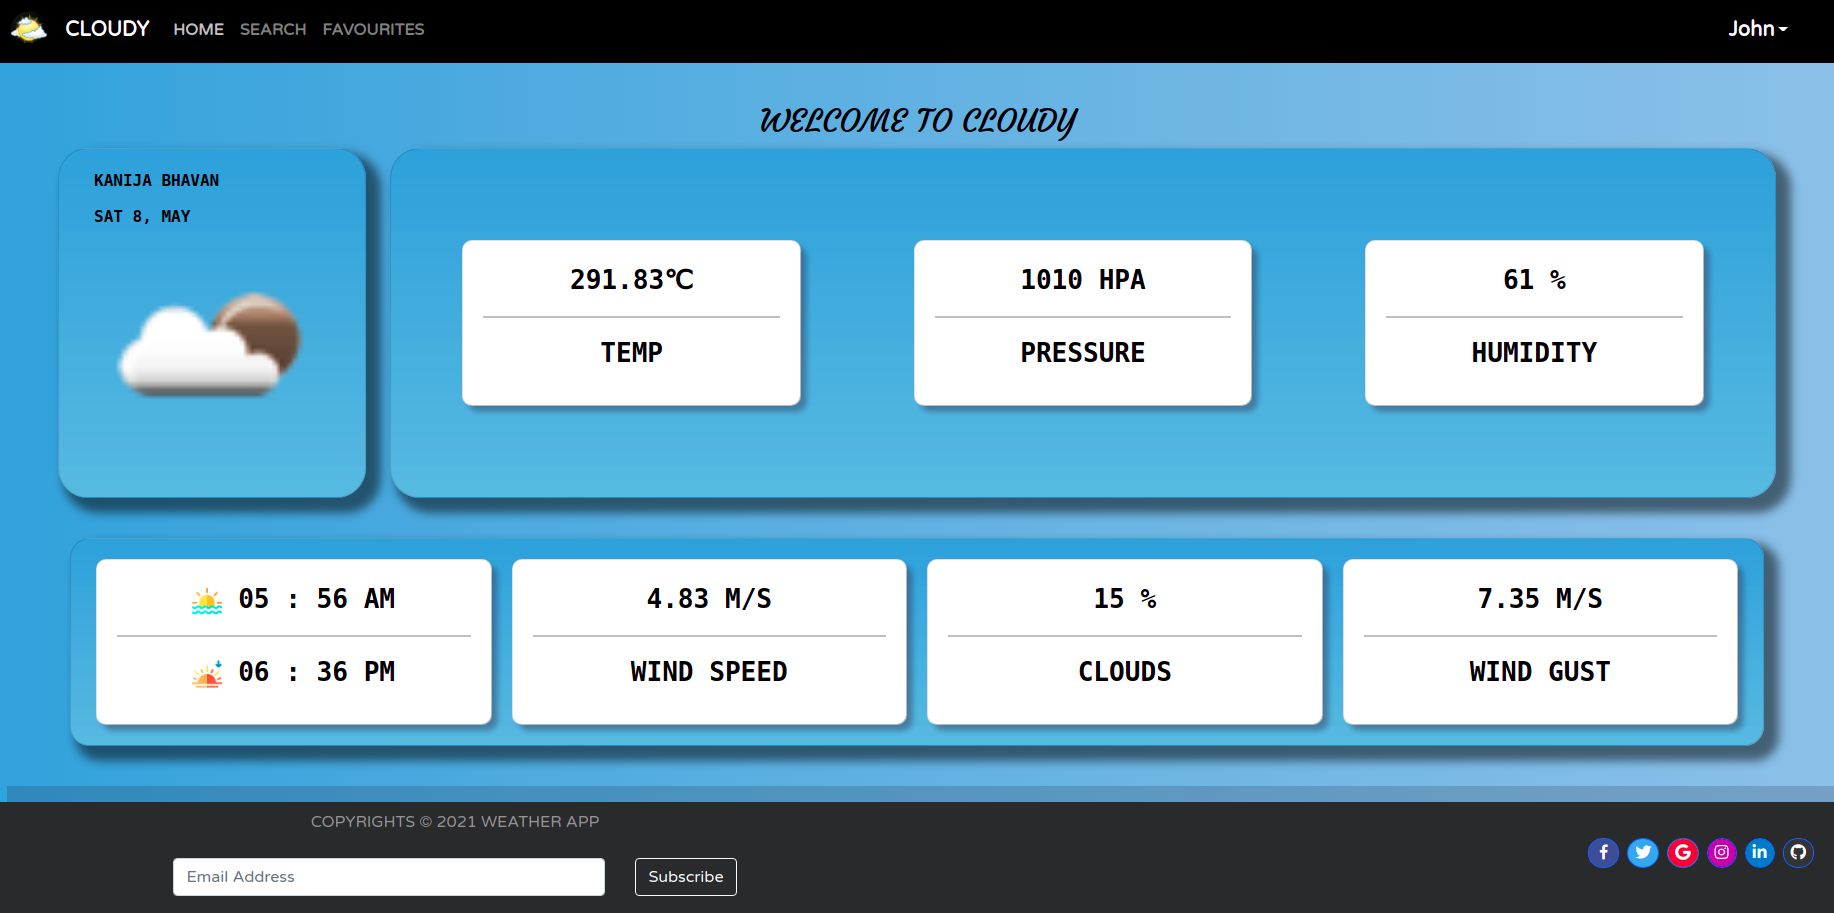 CLOUDY HOME SEARCH FAVOURITES John
WELCOME TO CLOUDY
KANIJA BHAVAN
SAT 8, MAY
291.83℃
TEMP
1010 HPA
PRESSURE
61 %
HUMIDITY
05 : 56 AM
06 : 36 PM
4.83 M/S
WIND SPEED
15 %
CLOUDS
7.35 M/S
WIND GUST
COPYRIGHTS © 2021 WEATHER APP
Email Address Subscribe